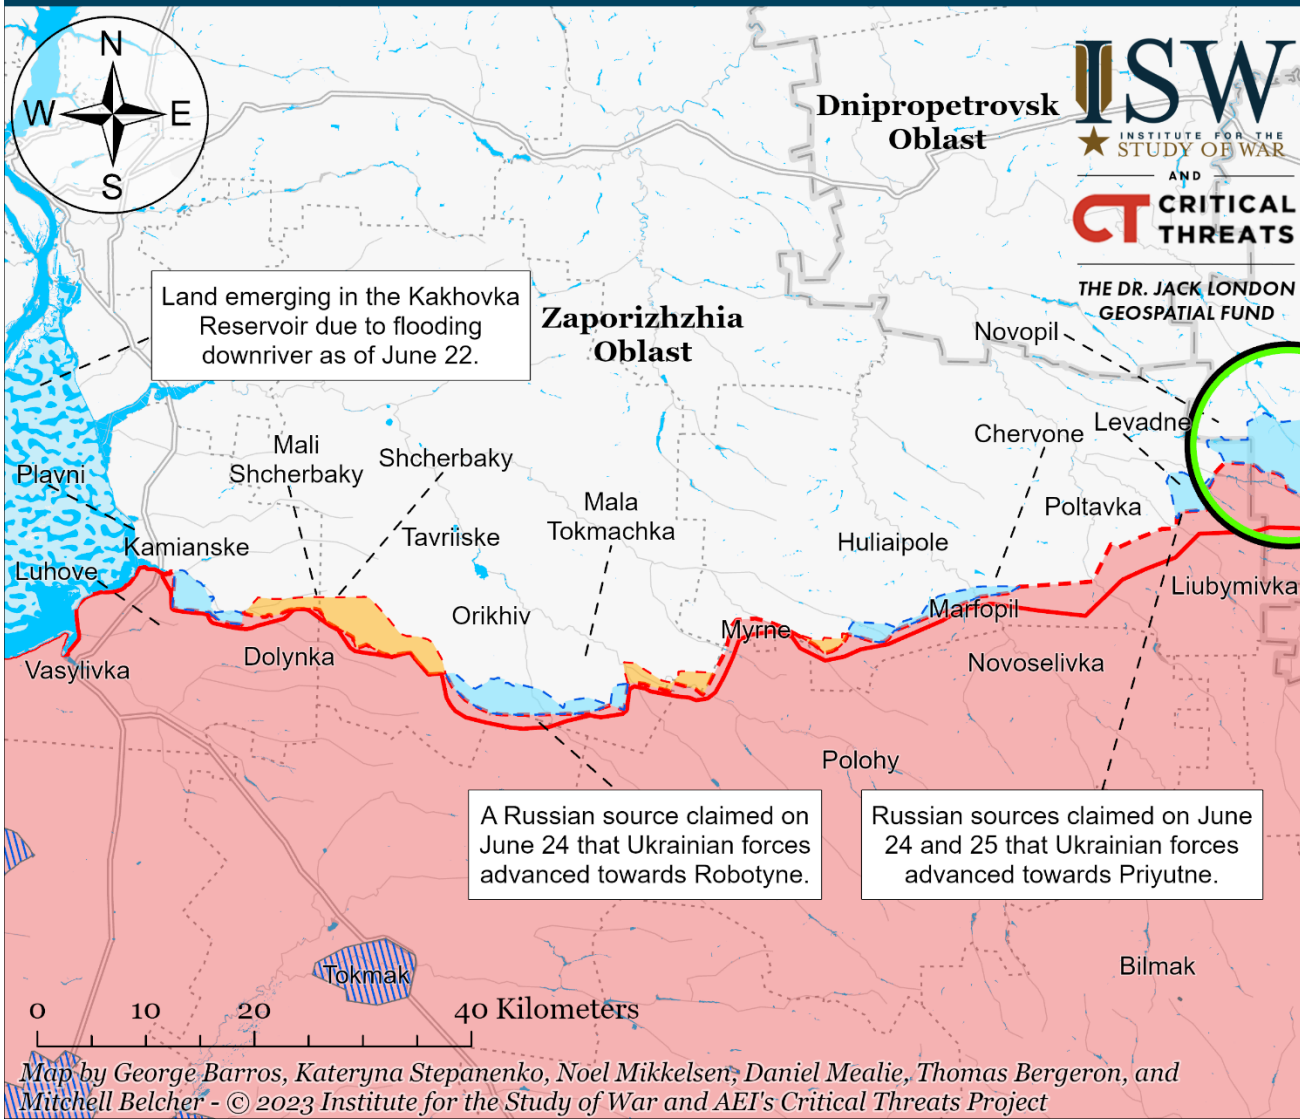 N
W
E
S
Dnipropetrovsk
Oblast
ISW
INSTITUTE FOR THE
STUDY OF WAR
AND
CT CRITICAL
THREATS
THE DR. JACK LONDON
GEOSPATIAL FUND
Land emerging in the Kakhovka
Reservoir due to flooding
downriver as of June 22.
Zaporizhzhia
Oblast
Novopil
Levadne
Chervone
Mali
Shcherbaky
Shcherbaky
Plavni
Mala
Tokmachka
Poltavka
Tavriiske
Huliaipole
Kamianske
Luhove
Liubymivka
Orikhiv
Marfopil
Myrne
Dolynka
Vasylivka
Novoselivka
Polohy
A Russian source claimed on
June 24 that Ukrainian forces
advanced towards Robotyne.
Russian sources claimed on June
24 and 25 that Ukrainian forces
advanced towards Priyutne.
Tokmak
Bilmak
0 10 20 40 Kilometers
Map by George Barros, Kateryna Stepanenko, Noel Mikkelsen, Daniel Mealie, Thomas Bergeron, and
Mitchell Belcher - © 2023 Institute for the Study of War and AEI's Critical Threats Project